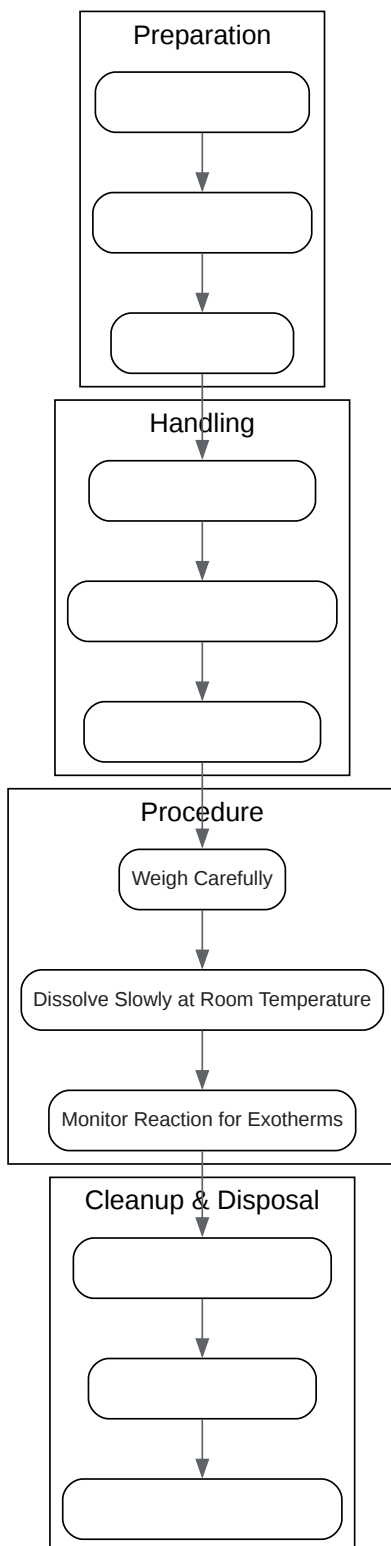 Preparation
Handling
Procedure
Weigh Carefully
Dissolve Slowly at Room Temperature
Monitor Reaction for Exotherms
Cleanup & Disposal